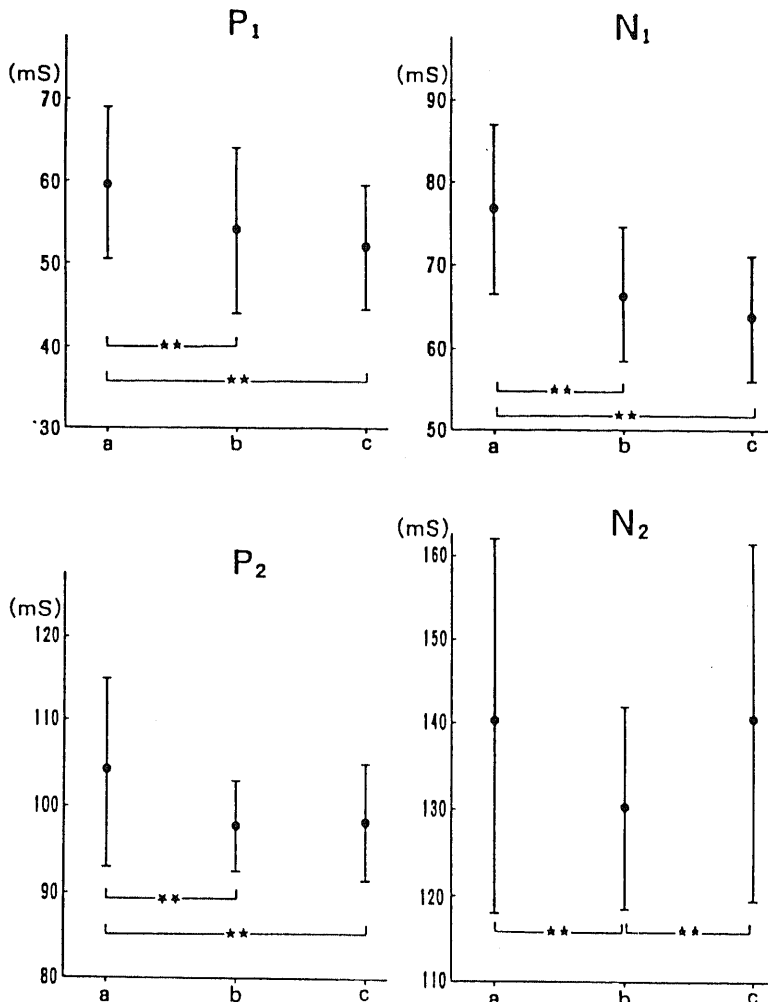 P₁
(mS)
70
60
50
40
30
★★
★★
a b c
N₁
(mS)
90
80
70
60
50
★★
★★
a b c
P₂
(mS)
120
110
100
90
80
★★
★★
a b c
N₂
(mS)
160
150
140
130
120
110
★★ ★★
a b c